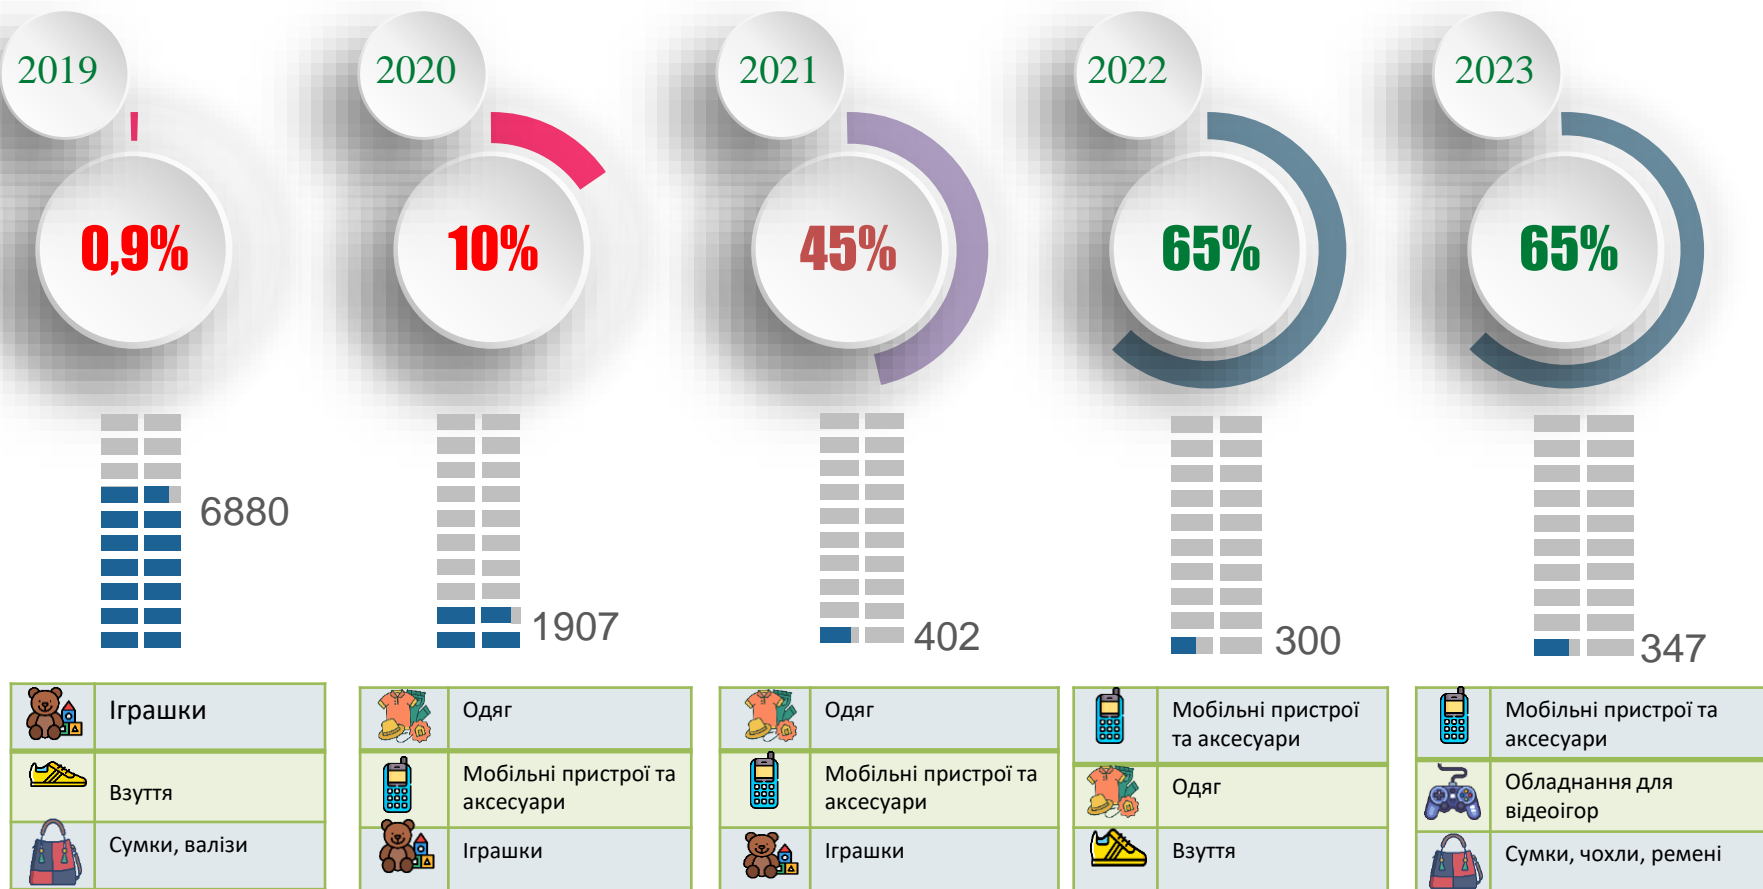 2019
2020
2021
2022
2023
0,9%
10%
45%
65%
65%
6880
1907
402
300
347
Іграшки
Взуття
Сумки, валізи
Одяг
Мобільні пристрої та
аксесуари
Іграшки
Одяг
Мобільні пристрої та
аксесуари
Іграшки
Мобільні пристрої
та аксесуари
Одяг
Взуття
Мобільні пристрої та
аксесуари
Обладнання для
відеоігор
Сумки, чохли, ремені